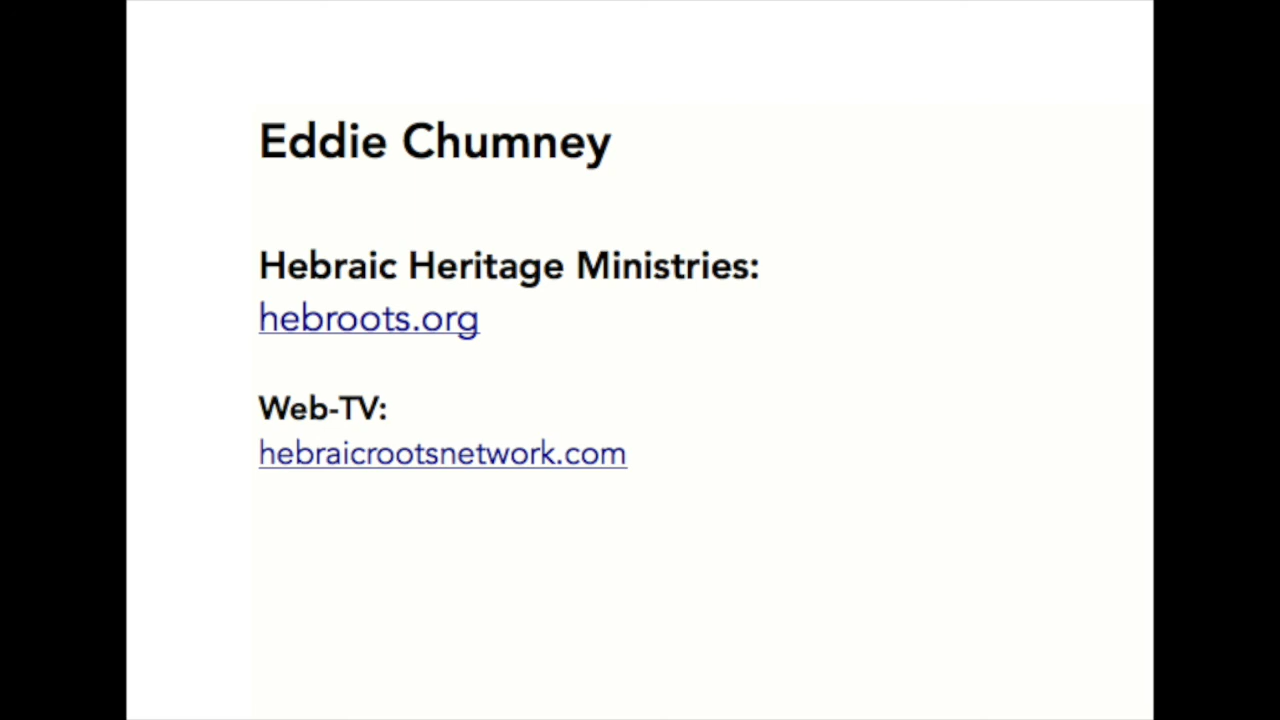 Eddie Chumney
Hebraic Heritage Ministries:
hebroots.org
Web-TV:
hebraicrootsnetwork.com